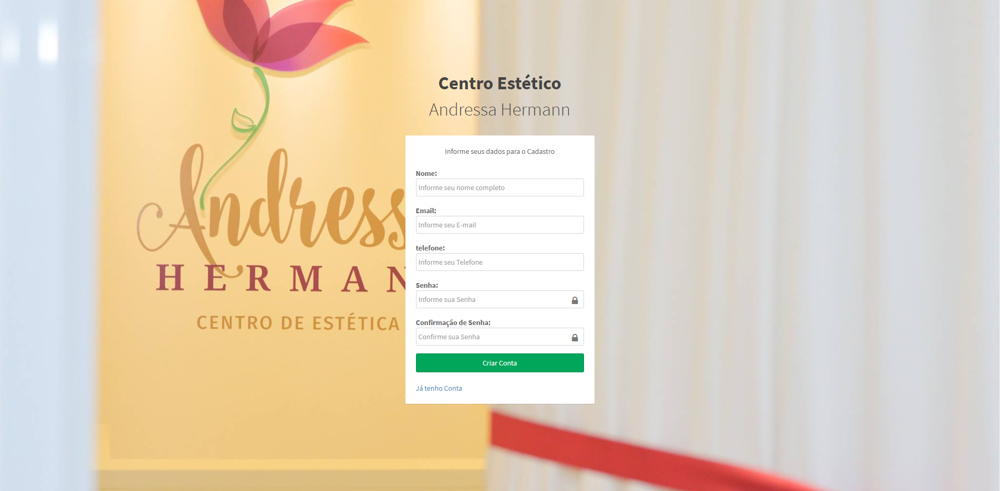 Centro Estético
Andressa Hermann
Andress
HERMAN
CENTRO DE ESTÉTICA
Informe seus dados para o Cadastro
Nome:
Informe seu nome completo
Email:
Informe seu E-mail
telefone:
Informe seu Telefone
Senha:
Informe sua Senha
Confirmação de Senha:
Confirme sua Senha
Criar Conta
Já tenho Conta